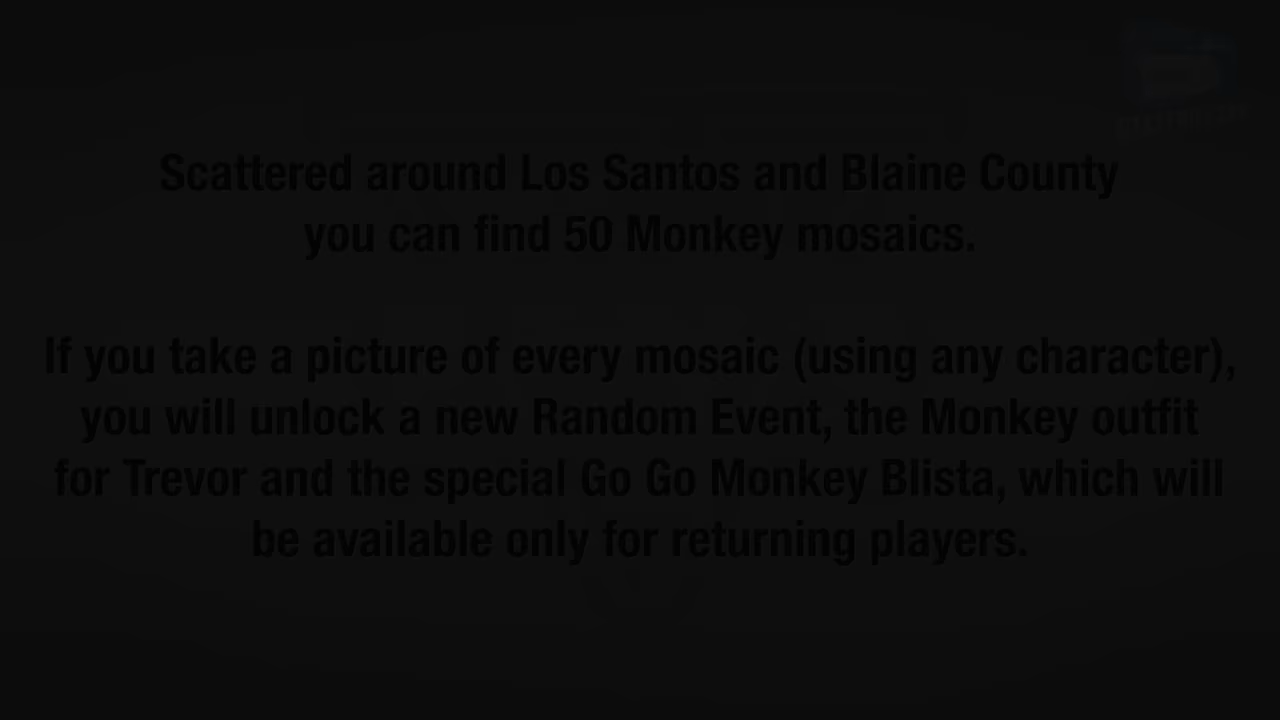 Scattered around Los Santos and Blaine County
you can find 50 Monkey mosaics.
If you take a picture of every mosaic (using any character),
you will unlock a new Random Event, the Monkey outfit
for Trevor and the special Go Go Monkey Blista, which will
be available only for returning players.